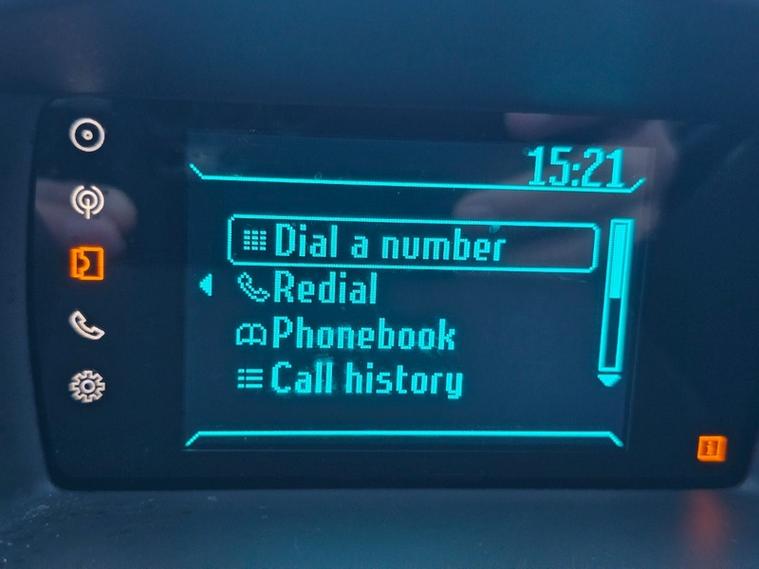 15:21
Dial a number
Redial
Phonebook
Call history
i